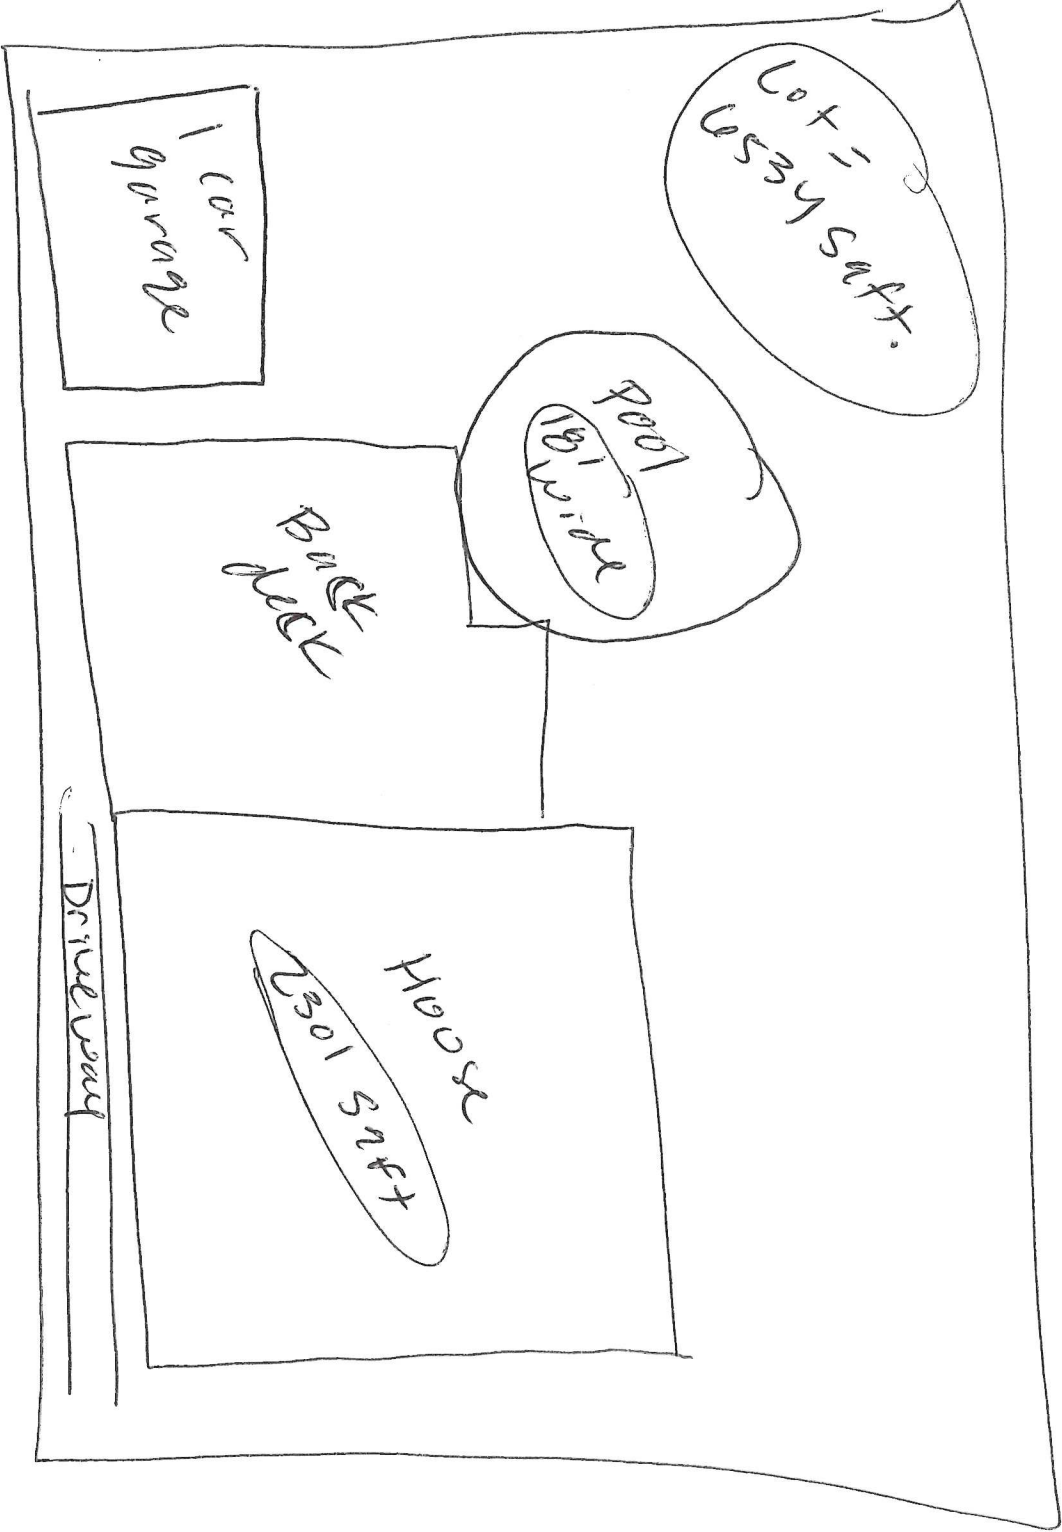 Lot =
6534 sqft.
1 car
garage
Pool
18' wide
Back
deck
House
2301 sqft
Driveway